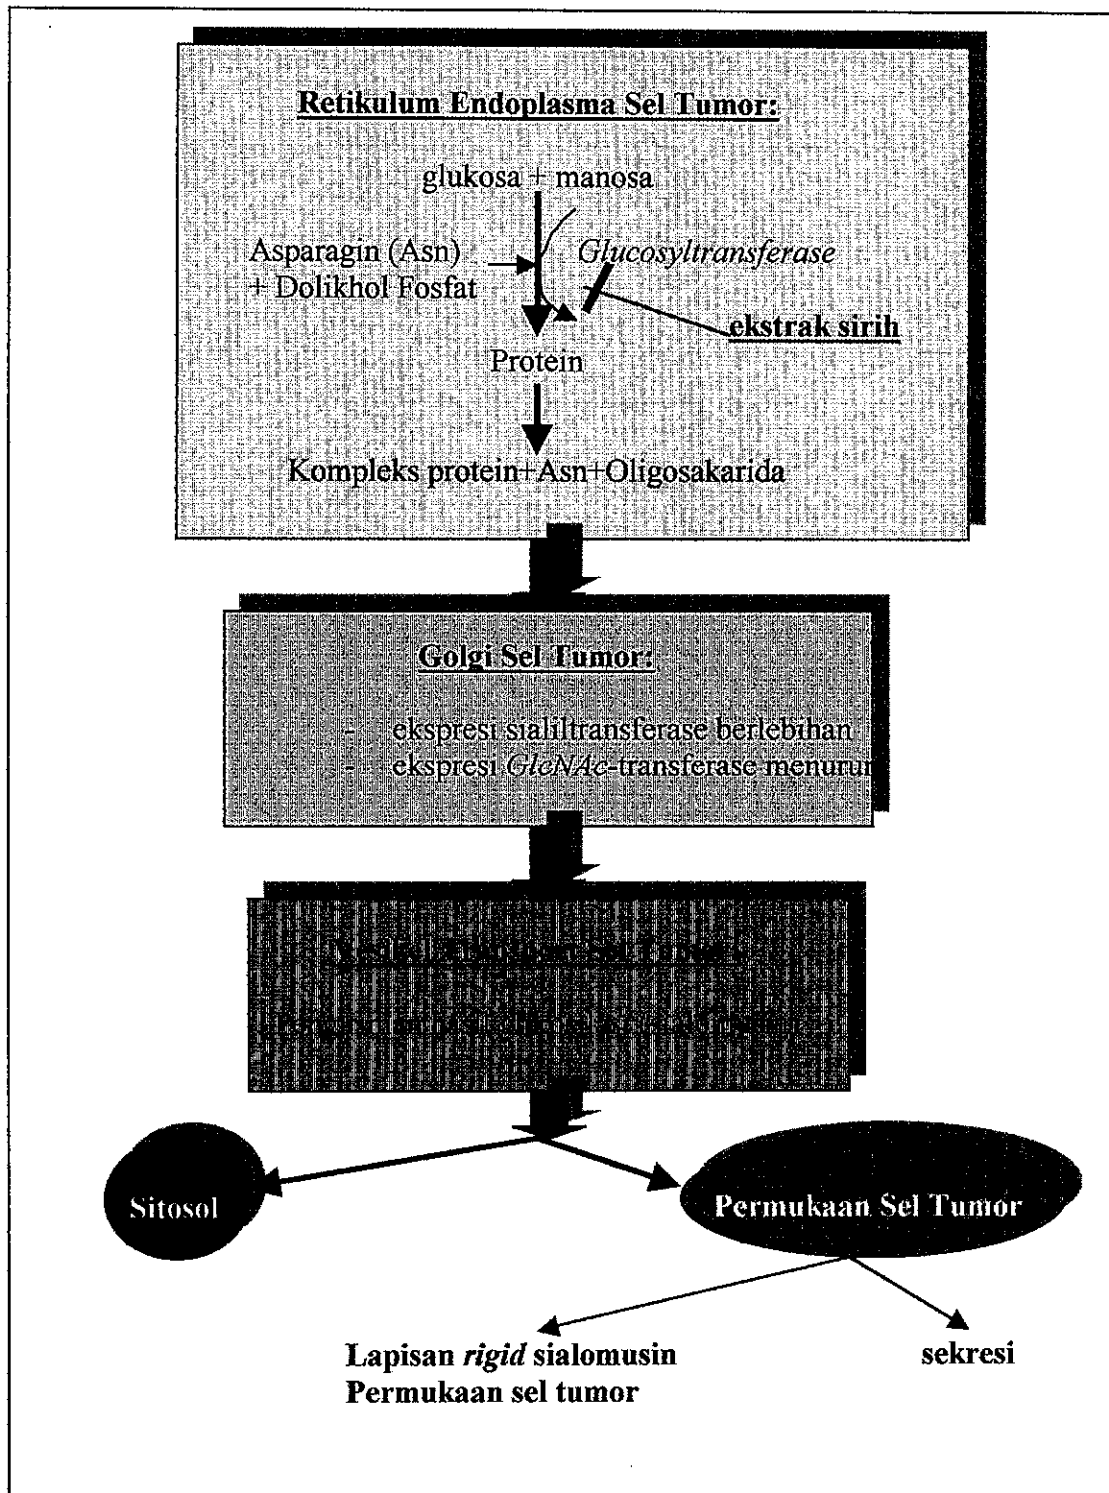 Retikulum Endoplasma Sel Tumor:
glukosa + manosa
Asparagin (Asn)
+ Dolikhol Fosfat
Glucosyltransferase
ekstrak sirih
Protein
Kompleks protein+Asn+Oligosakarida
Golgi Sel Tumor:
- ekspresi sialiltransferase berlebihan
- ekspresi GlcNAc-transferase menurun
Sitosol
Permukaan Sel Tumor
Lapisan rigid sialomusin
Permukaan sel tumor
sekresi